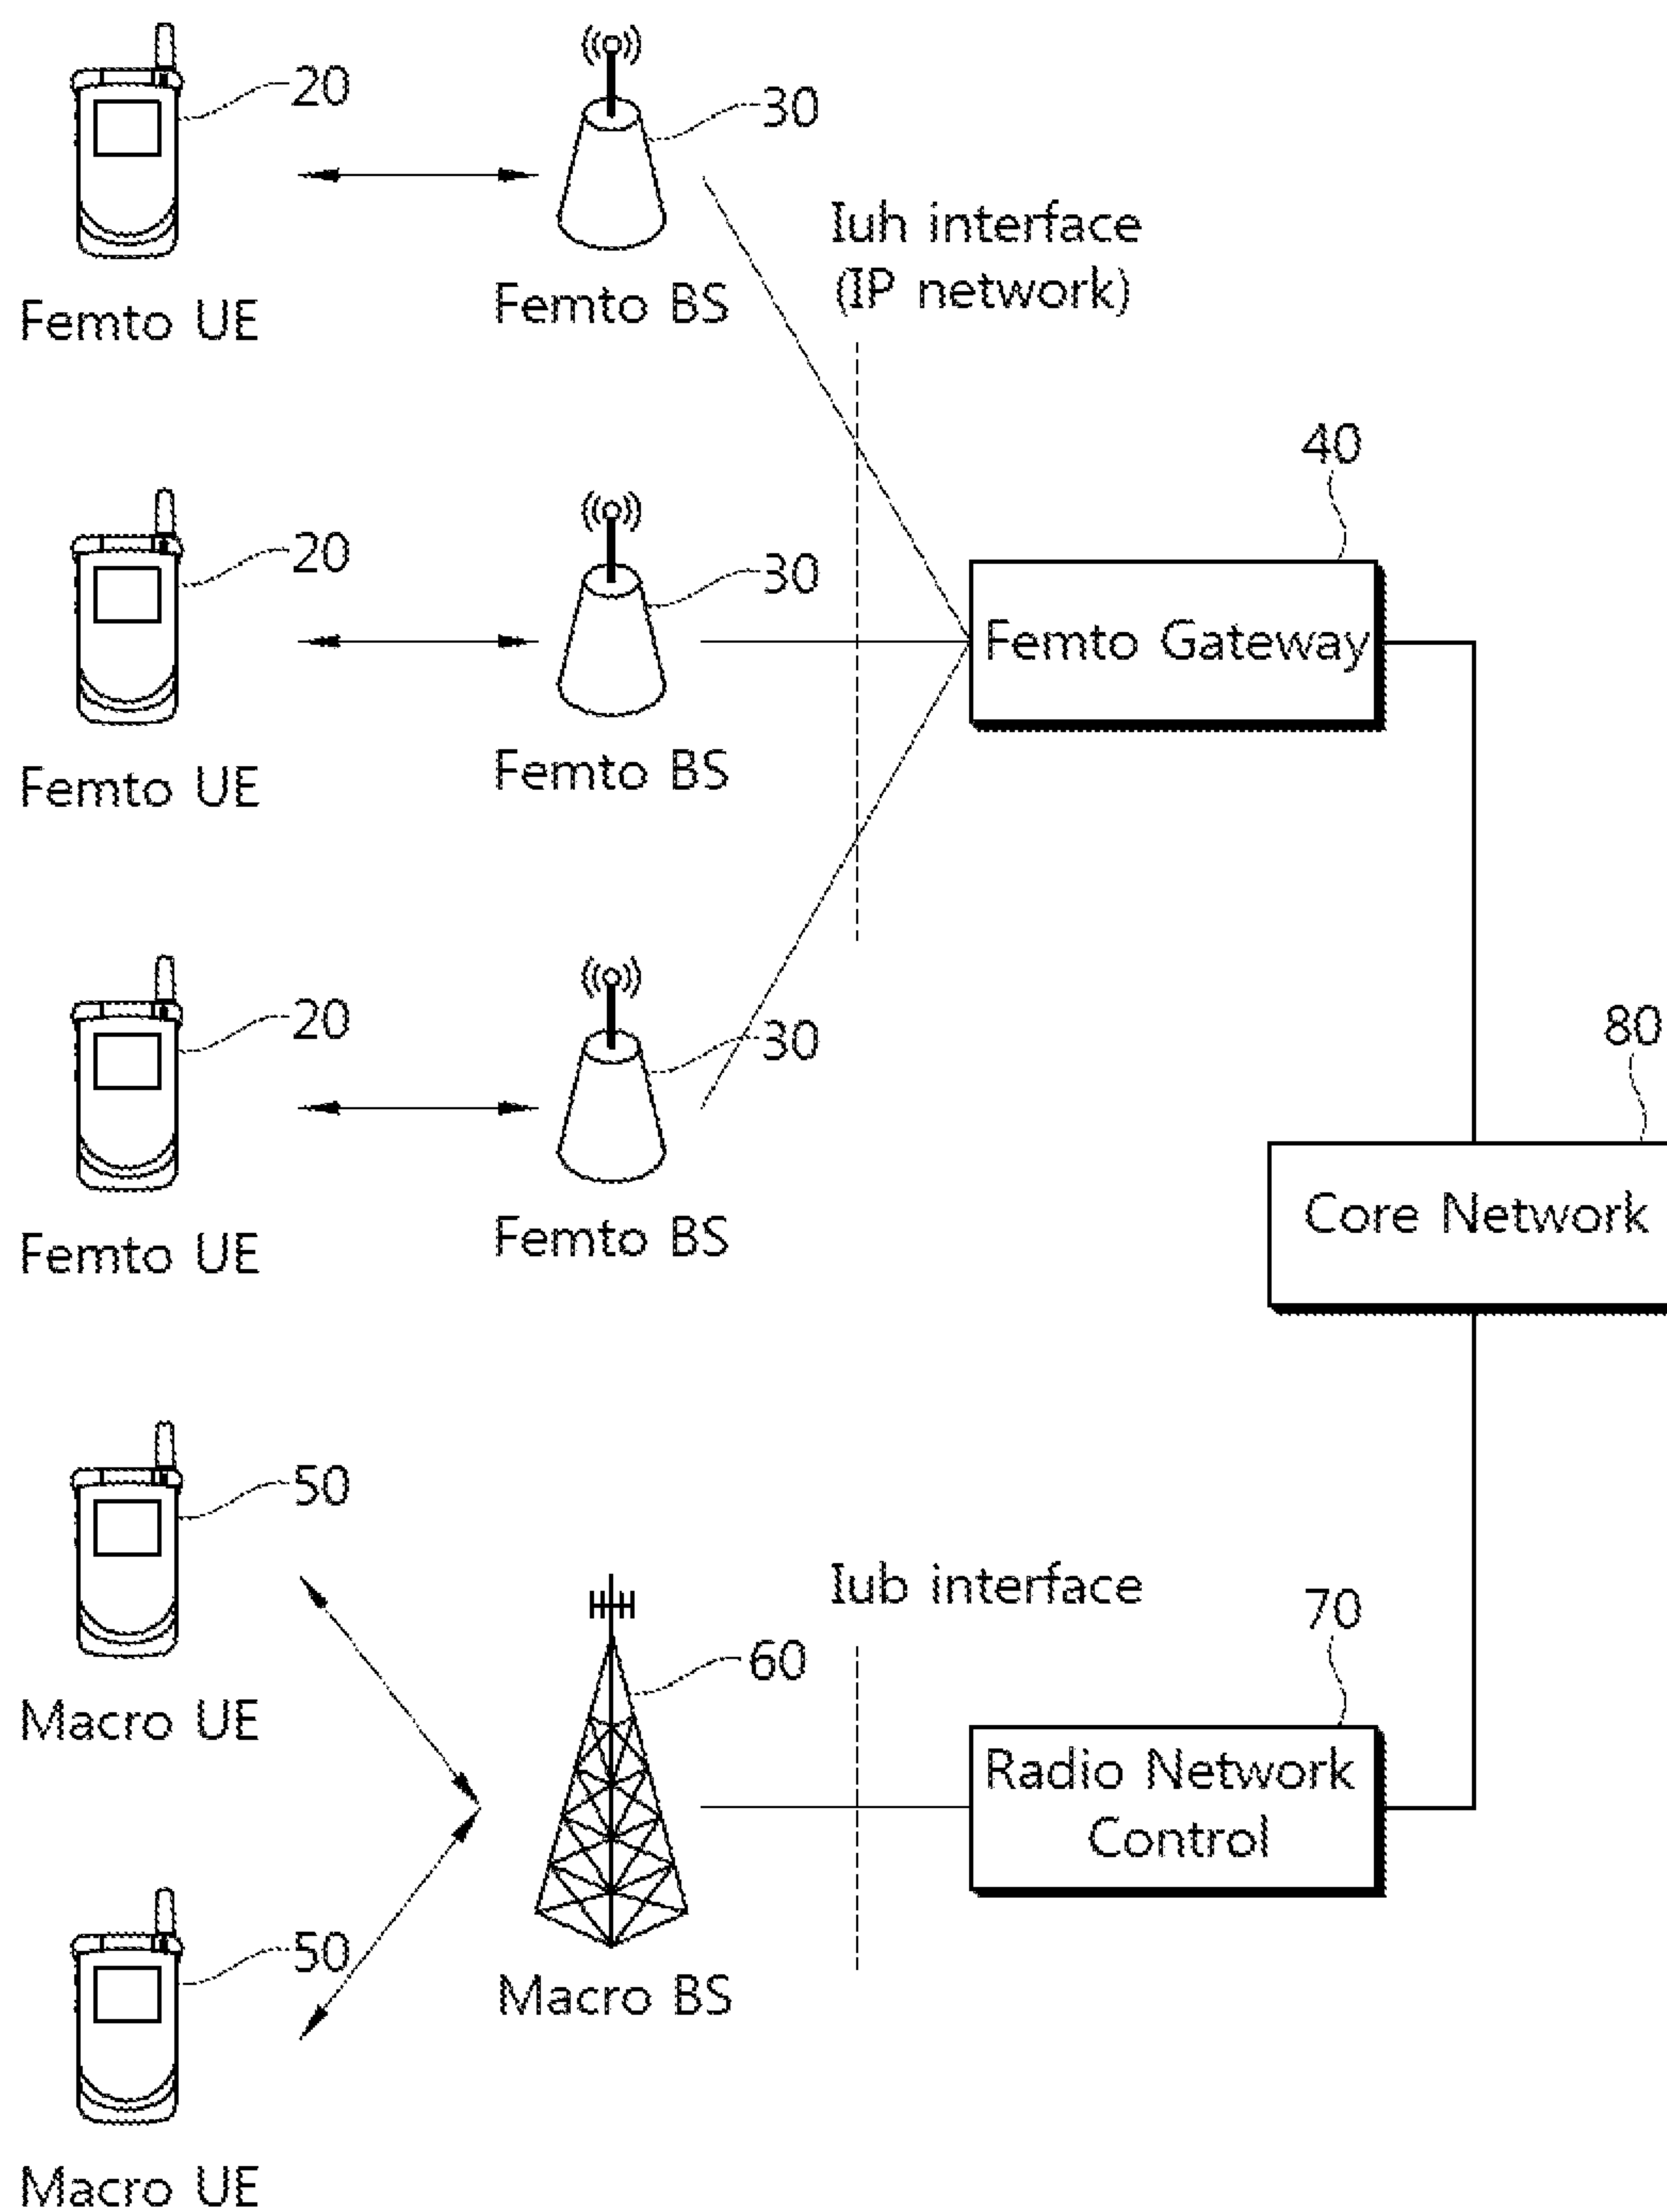 20
30
Iuh interface
(IP network)
Femto UE
Femto BS
40
20
30
Femto Gateway
Femto UE
Femto BS
20
30
80
Core Network
Femto UE
Femto BS
50
Iub interface
70
60
Macro UE
Radio Network
Control
50
Macro BS
Macro UE